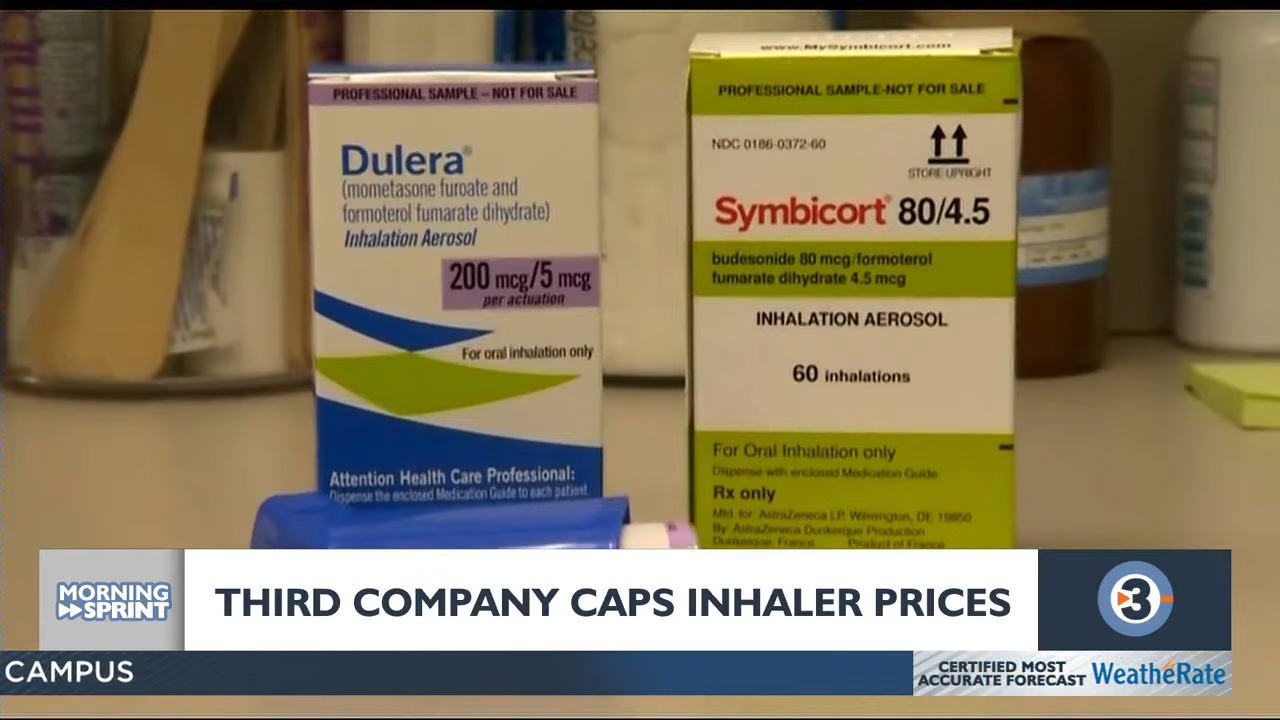 PROFESSIONAL SAMPLE – NOT FOR SALE
Dulera®
(mometasone furoate and
formoterol fumarate dihydrate)
Inhalation Aerosol
200 mcg/5 mcg
per actuation
For oral inhalation only
Attention Health Care Professional:
Dispense the enclosed Medication Guide to each patient.
www.MySymbicort.com
PROFESSIONAL SAMPLE-NOT FOR SALE
NDC 0186-0372-60
STORE UPRIGHT
Symbicort® 80/4.5
budesonide 80 mcg/formoterol
fumarate dihydrate 4.5 mcg
INHALATION AEROSOL
60 inhalations
For Oral Inhalation only
Dispense with enclosed Medication Guide
Rx only
Mfd. for: AstraZeneca LP, Wilmington, DE 19850
By: AstraZeneca Dunkerque Production
Dunkerque, France Product of France
MORNING
SPRINT
THIRD COMPANY CAPS INHALER PRICES
3
CAMPUS
CERTIFIED MOST
ACCURATE FORECAST
WeatheRate